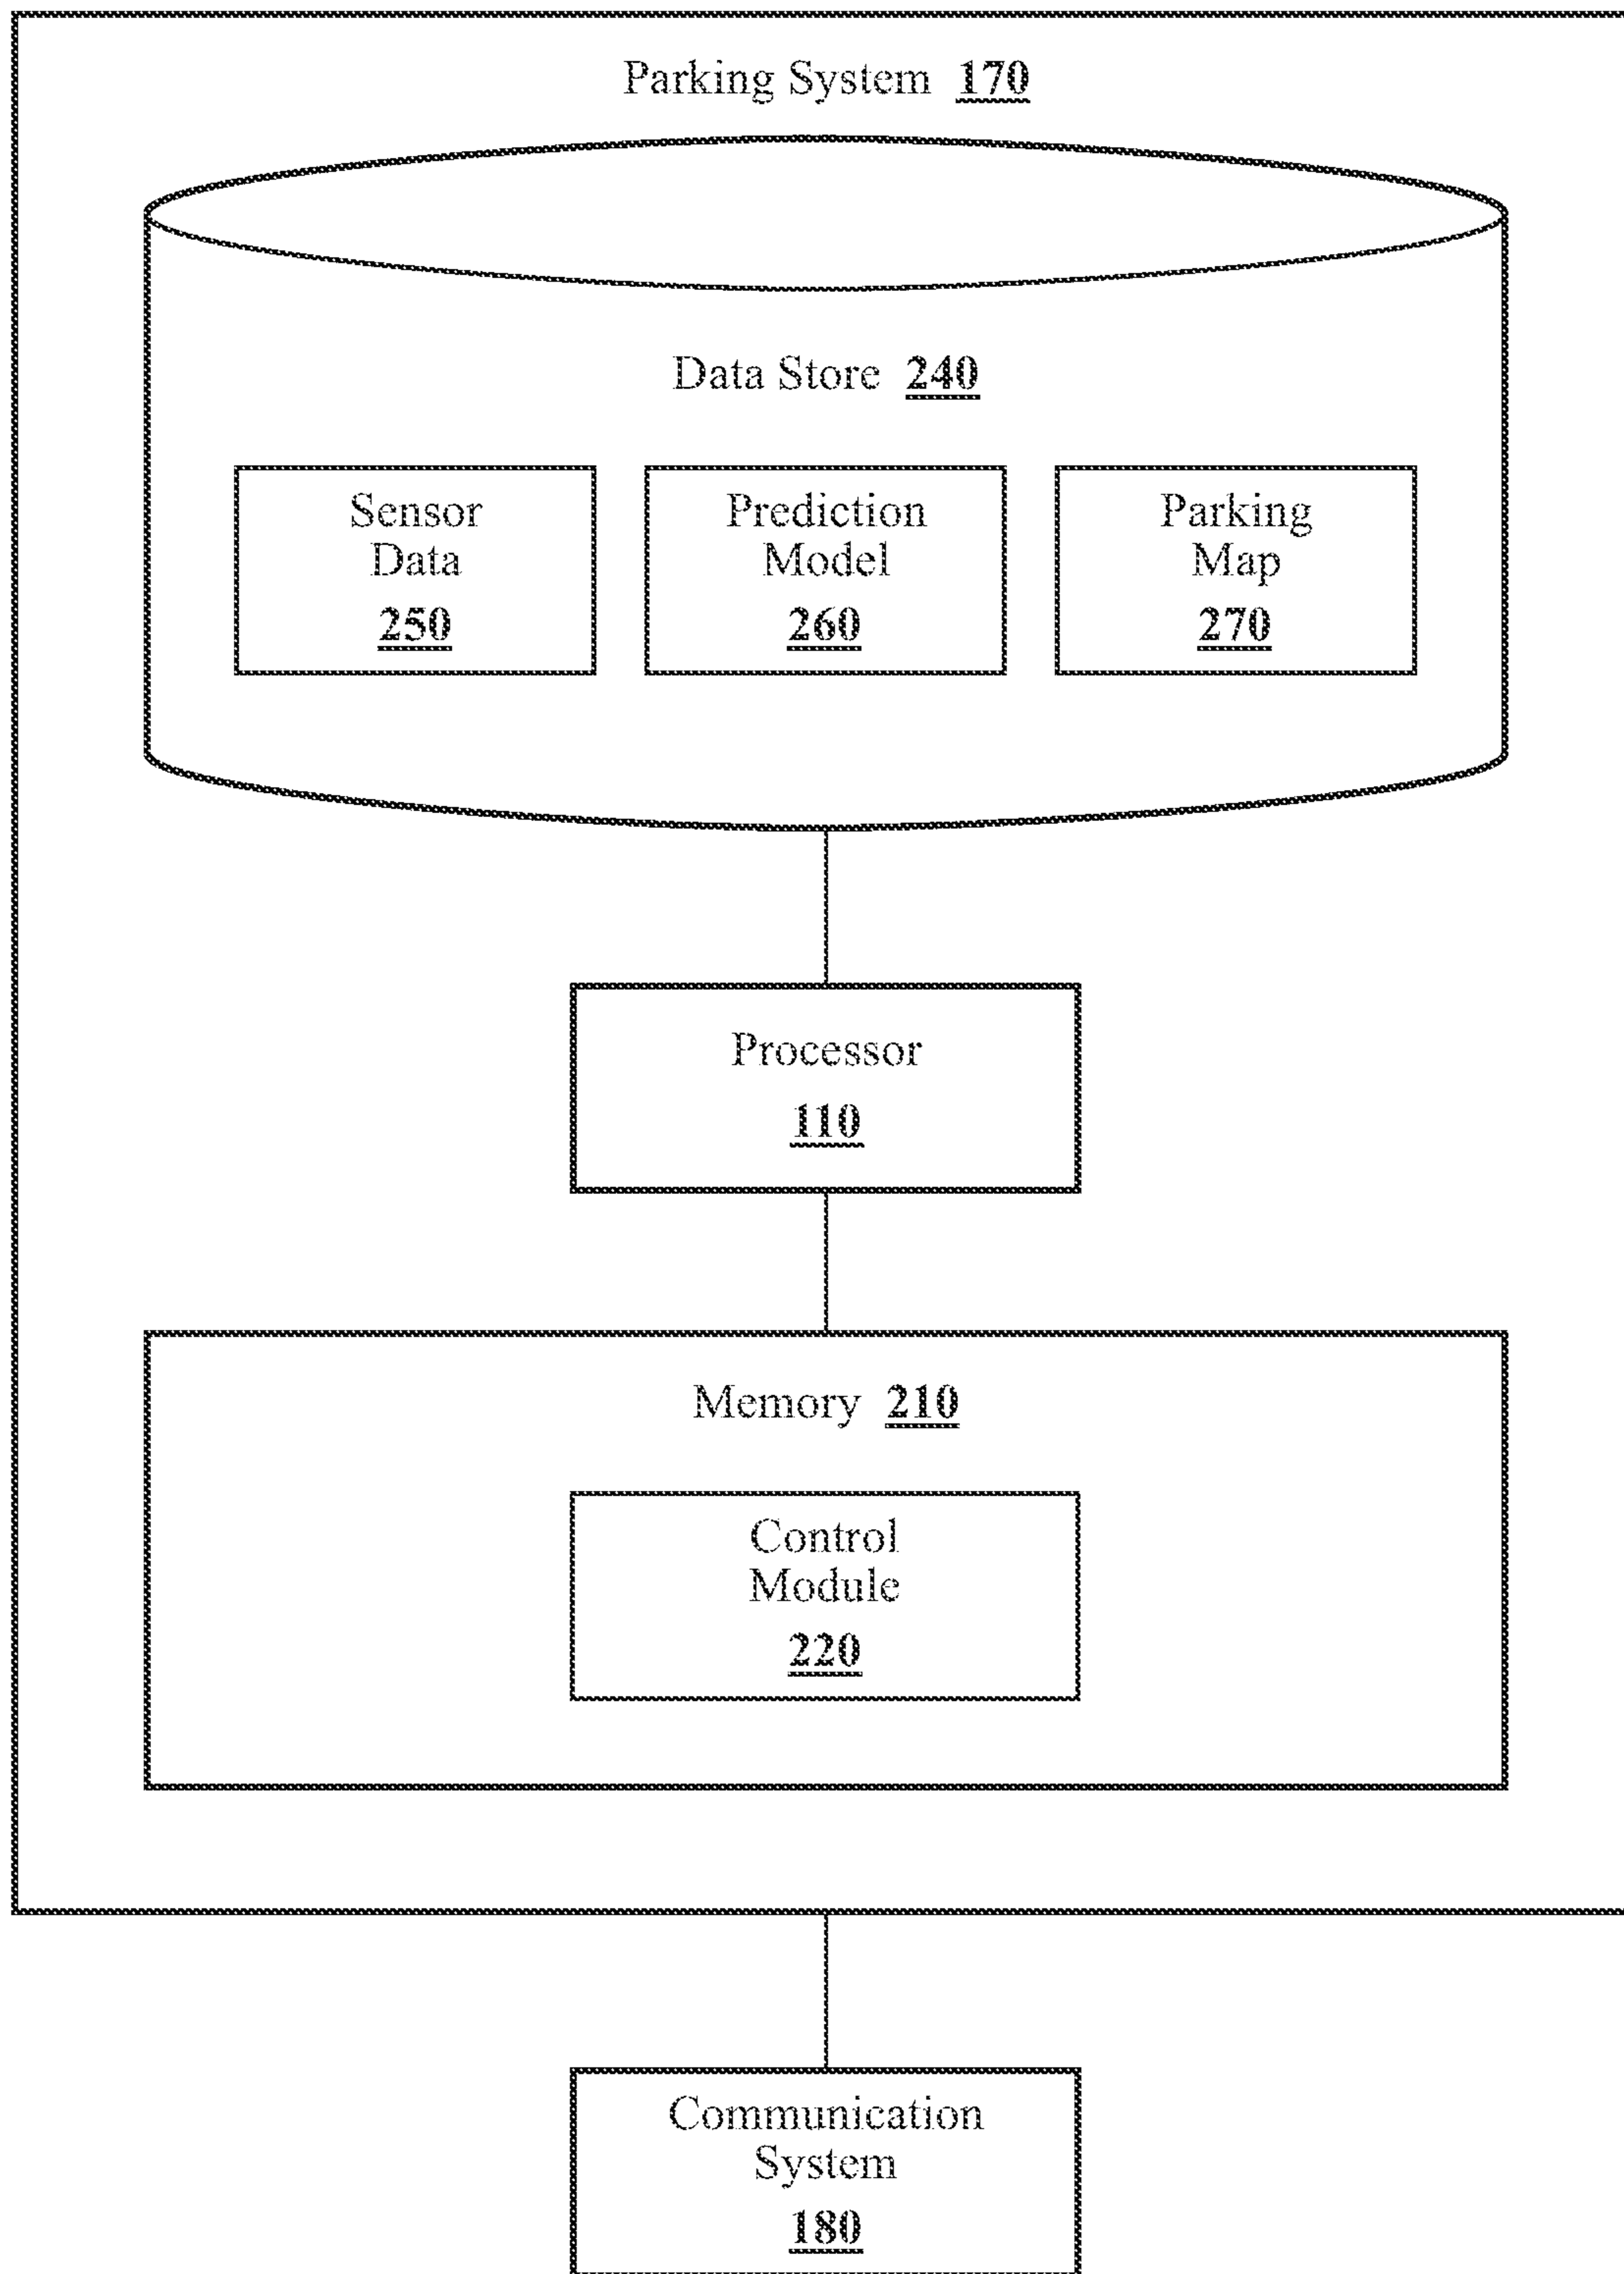 Parking System 170
Data Store 240
Sensor
Data
250
Prediction
Model
260
Parking
Map
270
Processor
110
Memory 210
Control
Module
220
Communication
System
180